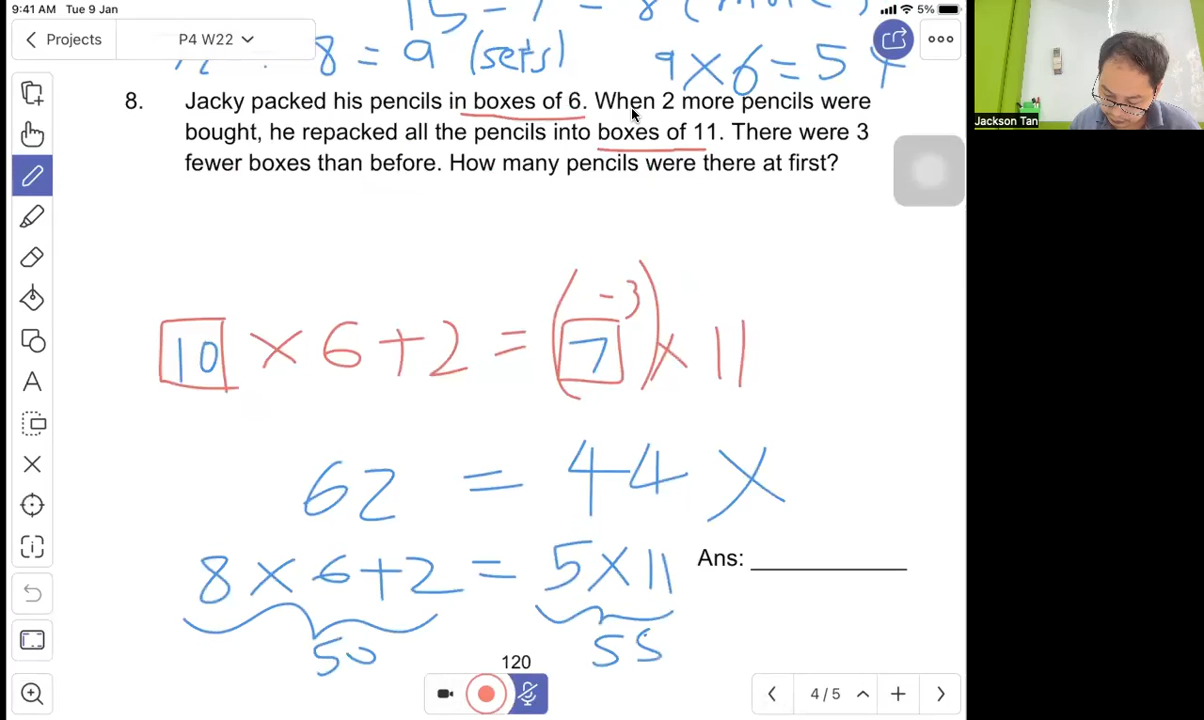 9:41 AM Tue 9 Jan 5%
Projects P4 W22
8 = 9 (sets) 9 × 6 = 54
8. Jacky packed his pencils in boxes of 6. When 2 more pencils were
bought, he repacked all the pencils into boxes of 11. There were 3
fewer boxes than before. How many pencils were there at first?
Jackson Tan
-3
10 × 6 + 2 = (7) × 11
62 = 44 X
8 × 6 + 2 = 5 × 11
Ans:
50 55
120
4/5